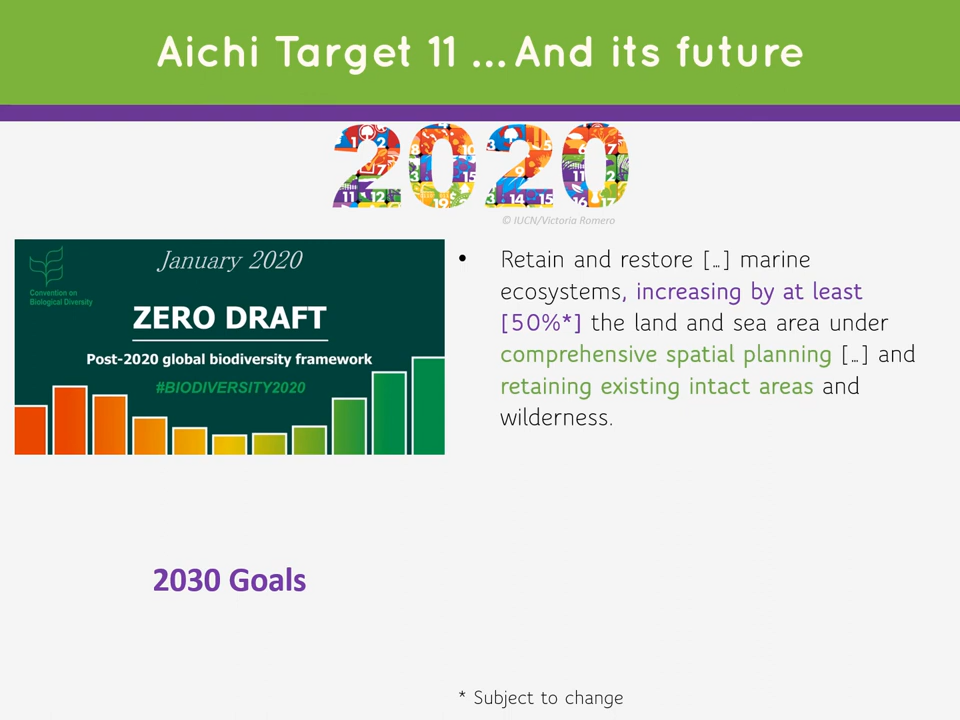 Aichi Target 11 ... And its future
2020
© IUCN/Victoria Romero
Convention on
Biological Diversity
January 2020
ZERO DRAFT
Post-2020 global biodiversity framework
#BIODIVERSITY2020
• Retain and restore [...] marine
ecosystems, increasing by at least
[50%*] the land and sea area under
comprehensive spatial planning [...] and
retaining existing intact areas and
wilderness.
2030 Goals
* Subject to change